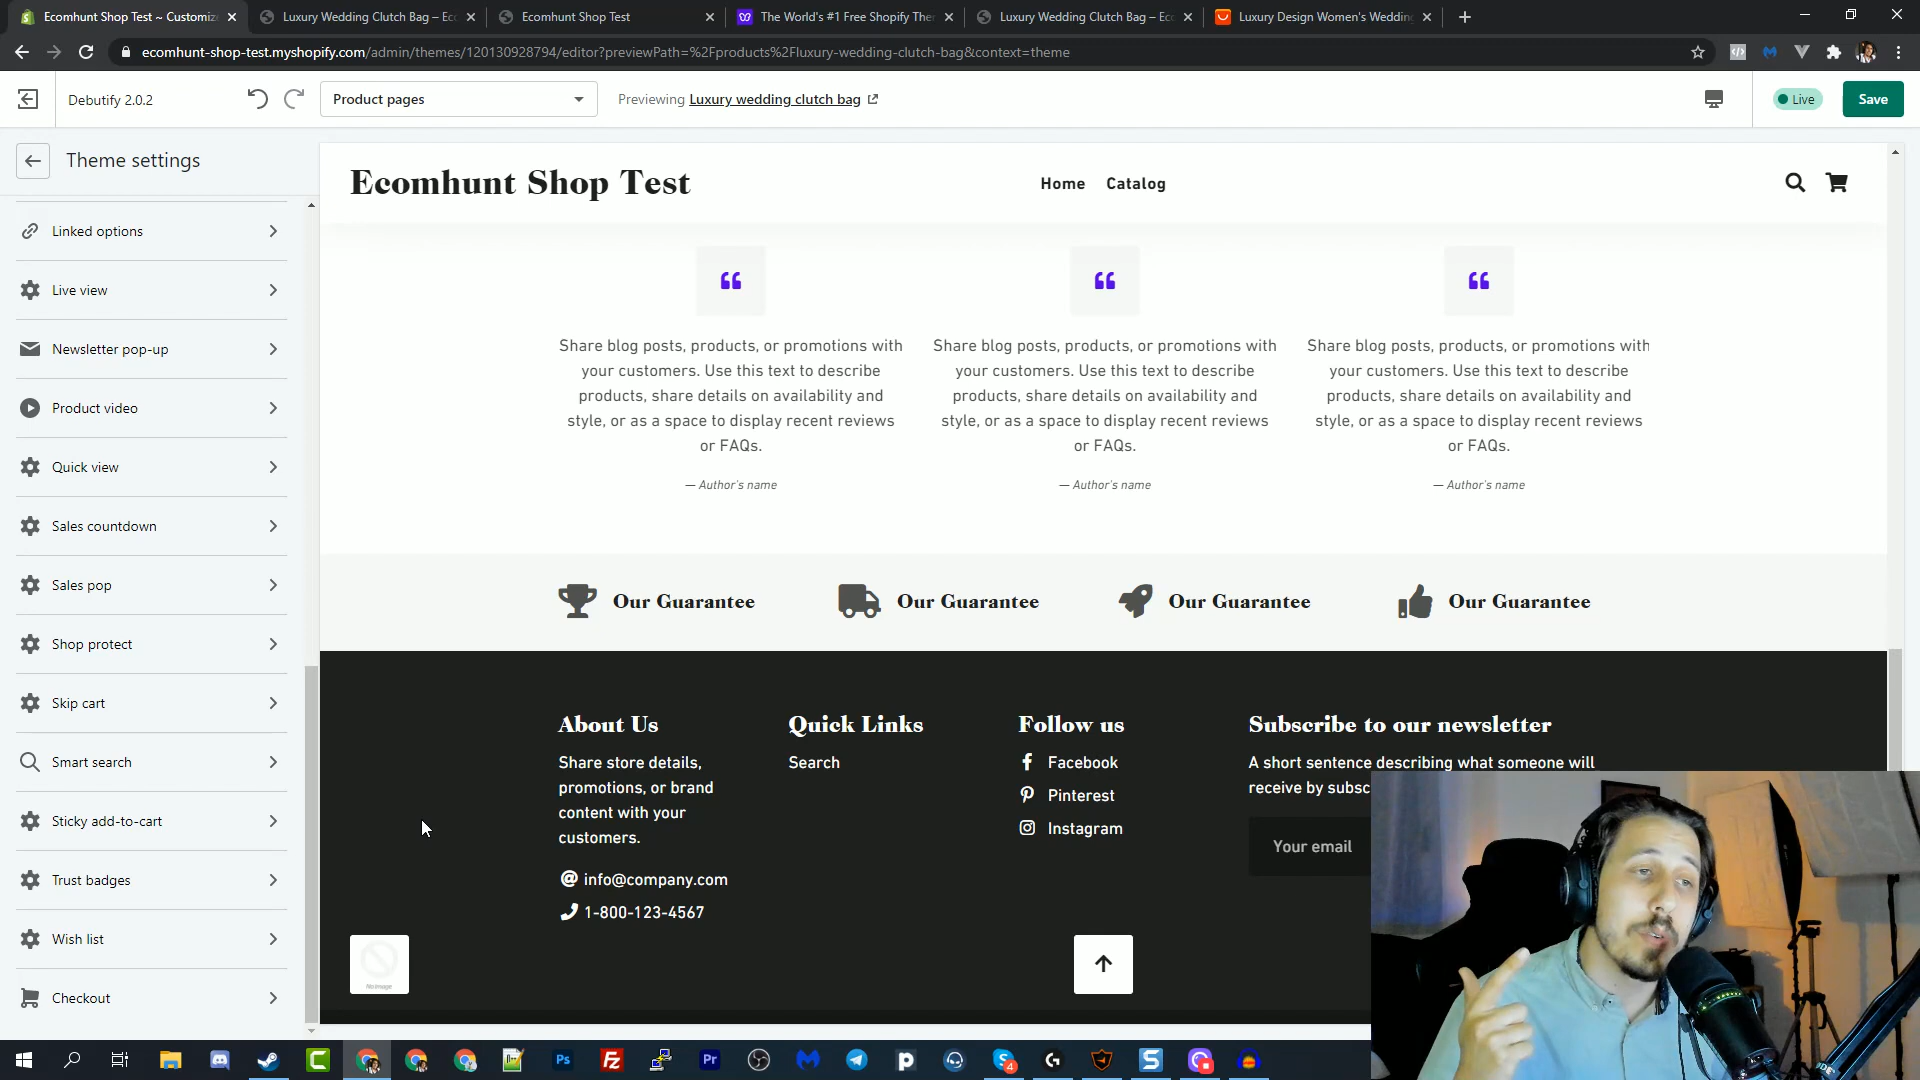 Ecomhunt Shop Test ~ Customiz
Luxury Wedding Clutch Bag – Ec
Ecomhunt Shop Test
The World's #1 Free Shopify The
Luxury Wedding Clutch Bag – Ec
Luxury Design Women's Wedding
ecomhunt-shop-test.myshopify.com/admin/themes/120130928794/editor?previewPath=%2Fproducts%2Fluxury-wedding-clutch-bag&context=theme
Debutify 2.0.2
Product pages
Previewing Luxury wedding clutch bag
Live
Save
Theme settings
Linked options
Live view
Newsletter pop-up
Product video
Quick view
Sales countdown
Sales pop
Shop protect
Skip cart
Smart search
Sticky add-to-cart
Trust badges
Wish list
Checkout
Ecomhunt Shop Test
Home
Catalog
Share blog posts, products, or promotions with
your customers. Use this text to describe
products, share details on availability and
style, or as a space to display recent reviews
or FAQs.
— Author's name
Share blog posts, products, or promotions with
your customers. Use this text to describe
products, share details on availability and
style, or as a space to display recent reviews
or FAQs.
— Author's name
Share blog posts, products, or promotions with
your customers. Use this text to describe
products, share details on availability and
style, or as a space to display recent reviews
or FAQs.
— Author's name
Our Guarantee
Our Guarantee
Our Guarantee
Our Guarantee
About Us
Share store details,
promotions, or brand
content with your
customers.
info@company.com
1-800-123-4567
Quick Links
Search
Follow us
Facebook
Pinterest
Instagram
Subscribe to our newsletter
A short sentence describing what someone will
receive by subsc
Your email
No image
Ps
Fz
Pr
4